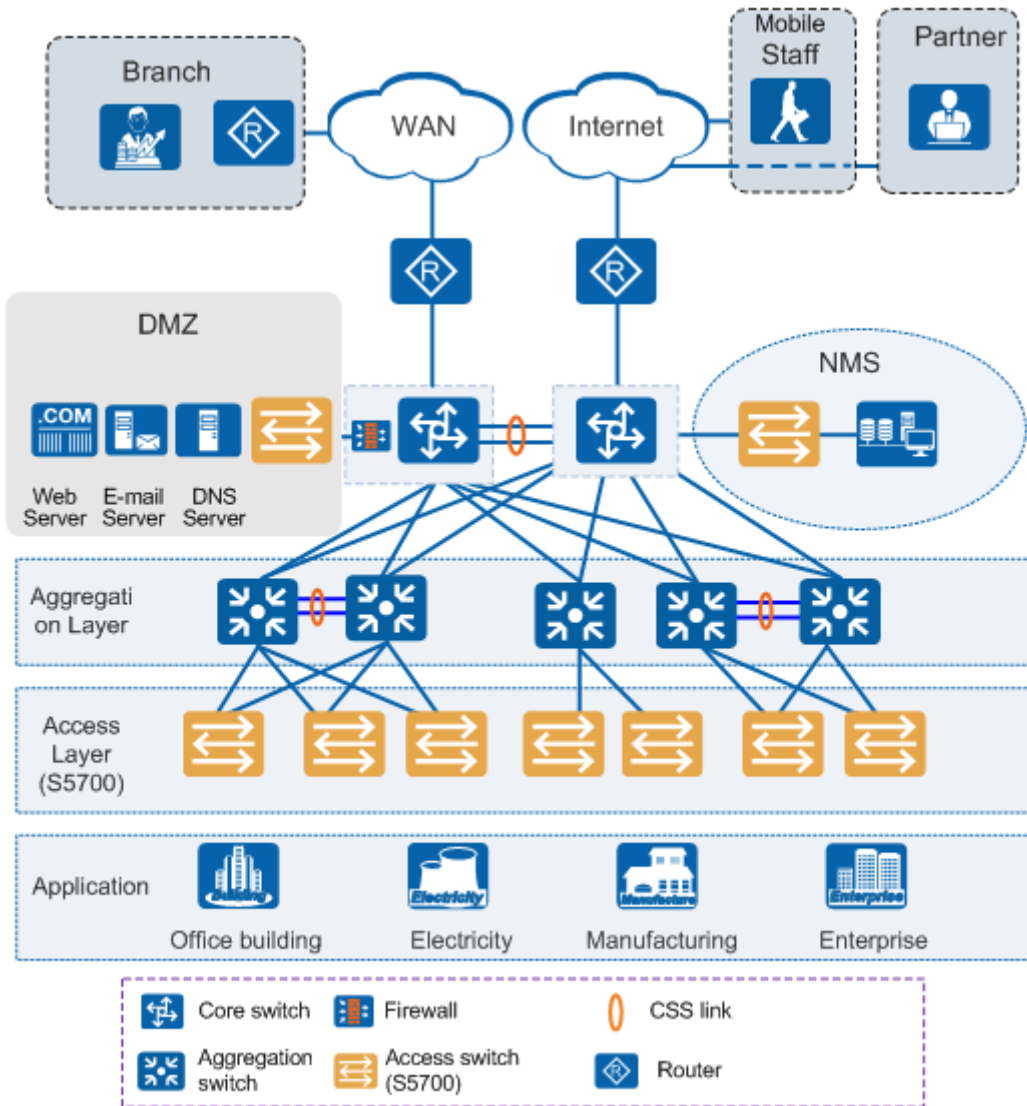 Branch
WAN
Internet
Mobile
Staff
Partner
R
R
R
DMZ
NMS
.COM
Web
Server
E-mail
Server
DNS
Server
Aggregati
on Layer
Access
Layer
(S5700)
Application
Building
Electricity
Manufacture
Enterprise
Office building
Electricity
Manufacturing
Enterprise
Core switch
Firewall
CSS link
Aggregation
switch
Access switch
(S5700)
R
Router